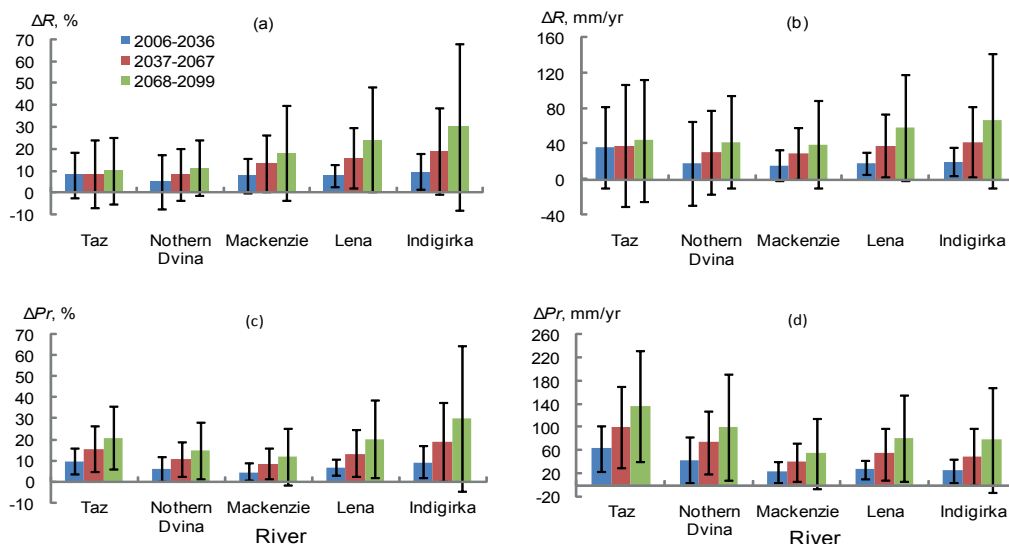 ΔR, %
(a)
70
60
50
40
30
20
10
0
-10
2006-2036
2037-2067
2068-2099
Taz
Nothern
Dvina
Mackenzie
Lena
Indigirka
ΔR, mm/yr
(b)
160
120
80
40
0
-40
Taz
Nothern
Dvina
Mackenzie
Lena
Indigirka
ΔPr, %
(c)
70
60
50
40
30
20
10
0
-10
Taz
Nothern
Dvina
Mackenzie
Lena
Indigirka
River
ΔPr, mm/yr
(d)
260
220
180
140
100
60
20
-20
Taz
Nothern
Dvina
Mackenzie
Lena
Indigirka
River